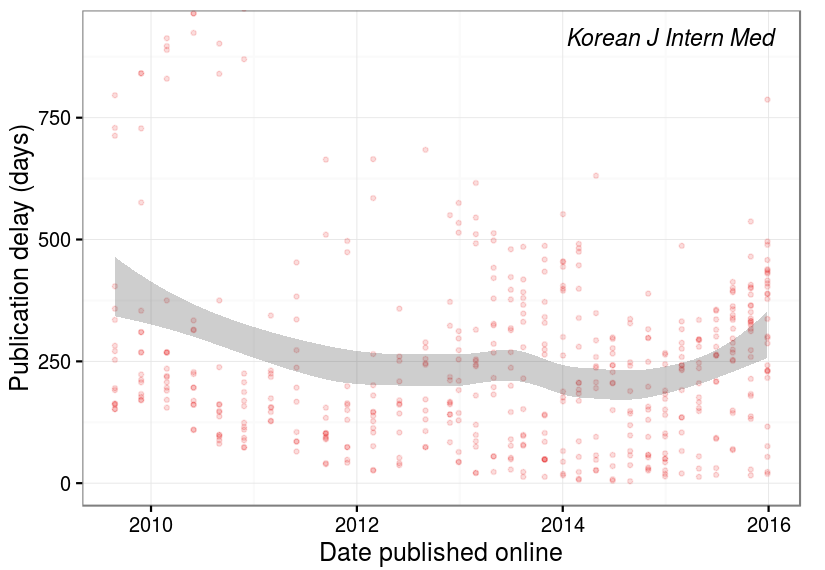 Korean J Intern Med
Publication delay (days)
750
500
250
0
2010 2012 2014 2016
Date published online